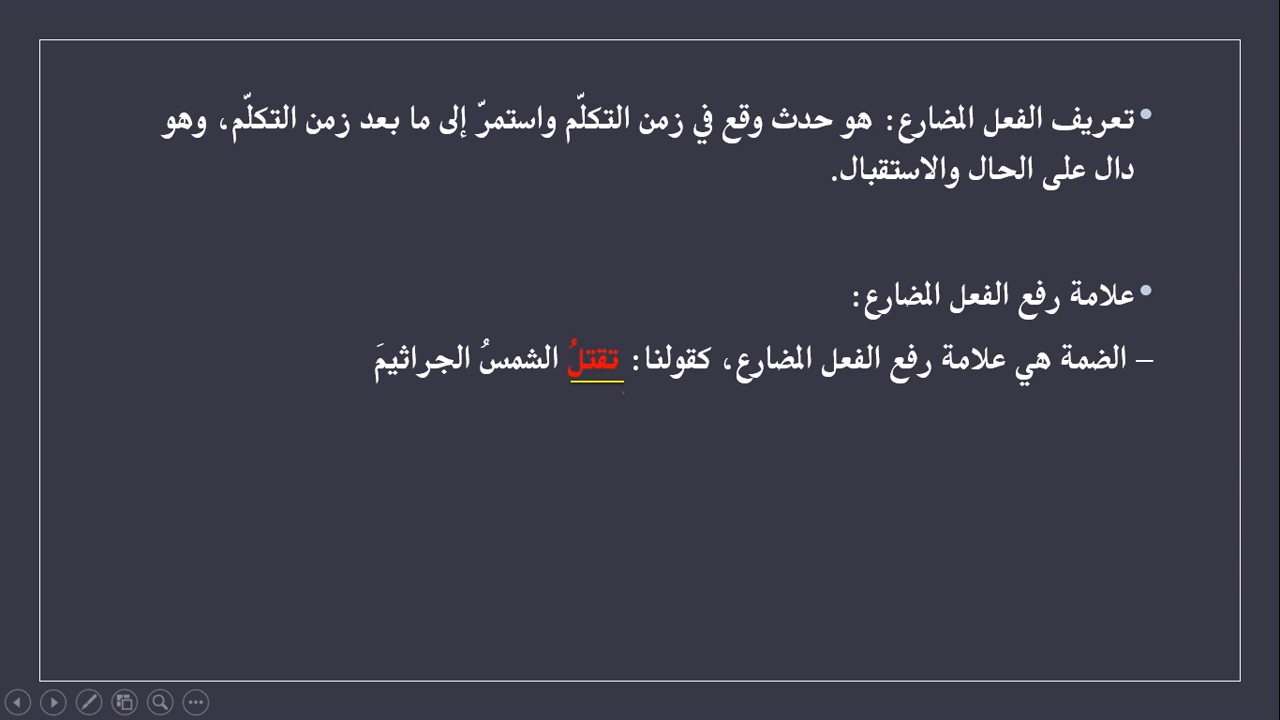 • تعريف الفعل المضارع: هو حدث وقع في زمن التكلّم واستمرّ إلى ما بعد زمن التكلّم، وهو
دال على الحال والاستقبال.
• علامة رفع الفعل المضارع:
– الضمة هي علامة رفع الفعل المضارع، كقولنا: تقتلُ الشمسُ الجراثيمَ